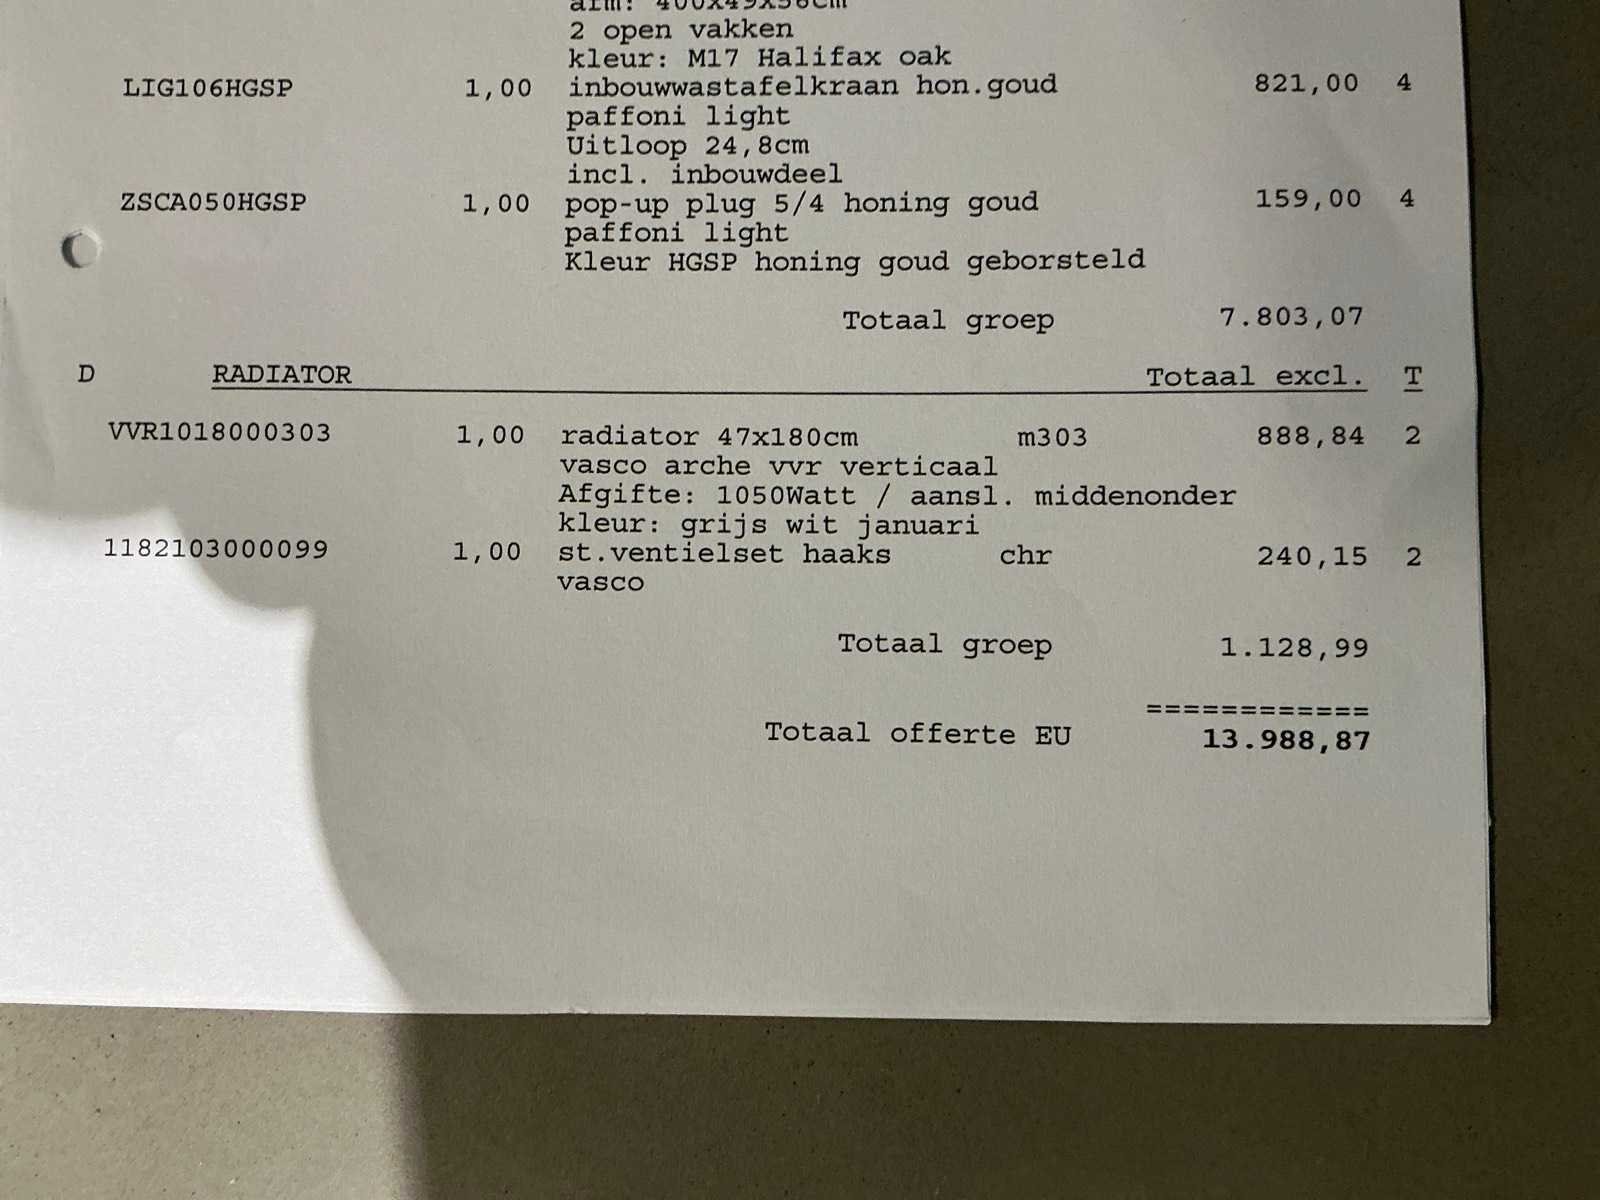 afm: 400x49x56cm
2 open vakken
kleur: M17 Halifax oak
LIG106HGSP 1,00 inbouwwastafelkraan hon.goud 821,00 4
paffoni light
Uitloop 24,8cm
incl. inbouwdeel
ZSCA050HGSP 1,00 pop-up plug 5/4 honing goud 159,00 4
paffoni light
Kleur HGSP honing goud geborsteld
Totaal groep 7.803,07
D RADIATOR Totaal excl. T
VVR1018000303 1,00 radiator 47x180cm m303 888,84 2
vasco arche vvr verticaal
Afgifte: 1050Watt / aansl. middenonder
kleur: grijs wit januari
1182103000099 1,00 st.ventielset haaks chr 240,15 2
vasco
Totaal groep 1.128,99
============
Totaal offerte EU 13.988,87